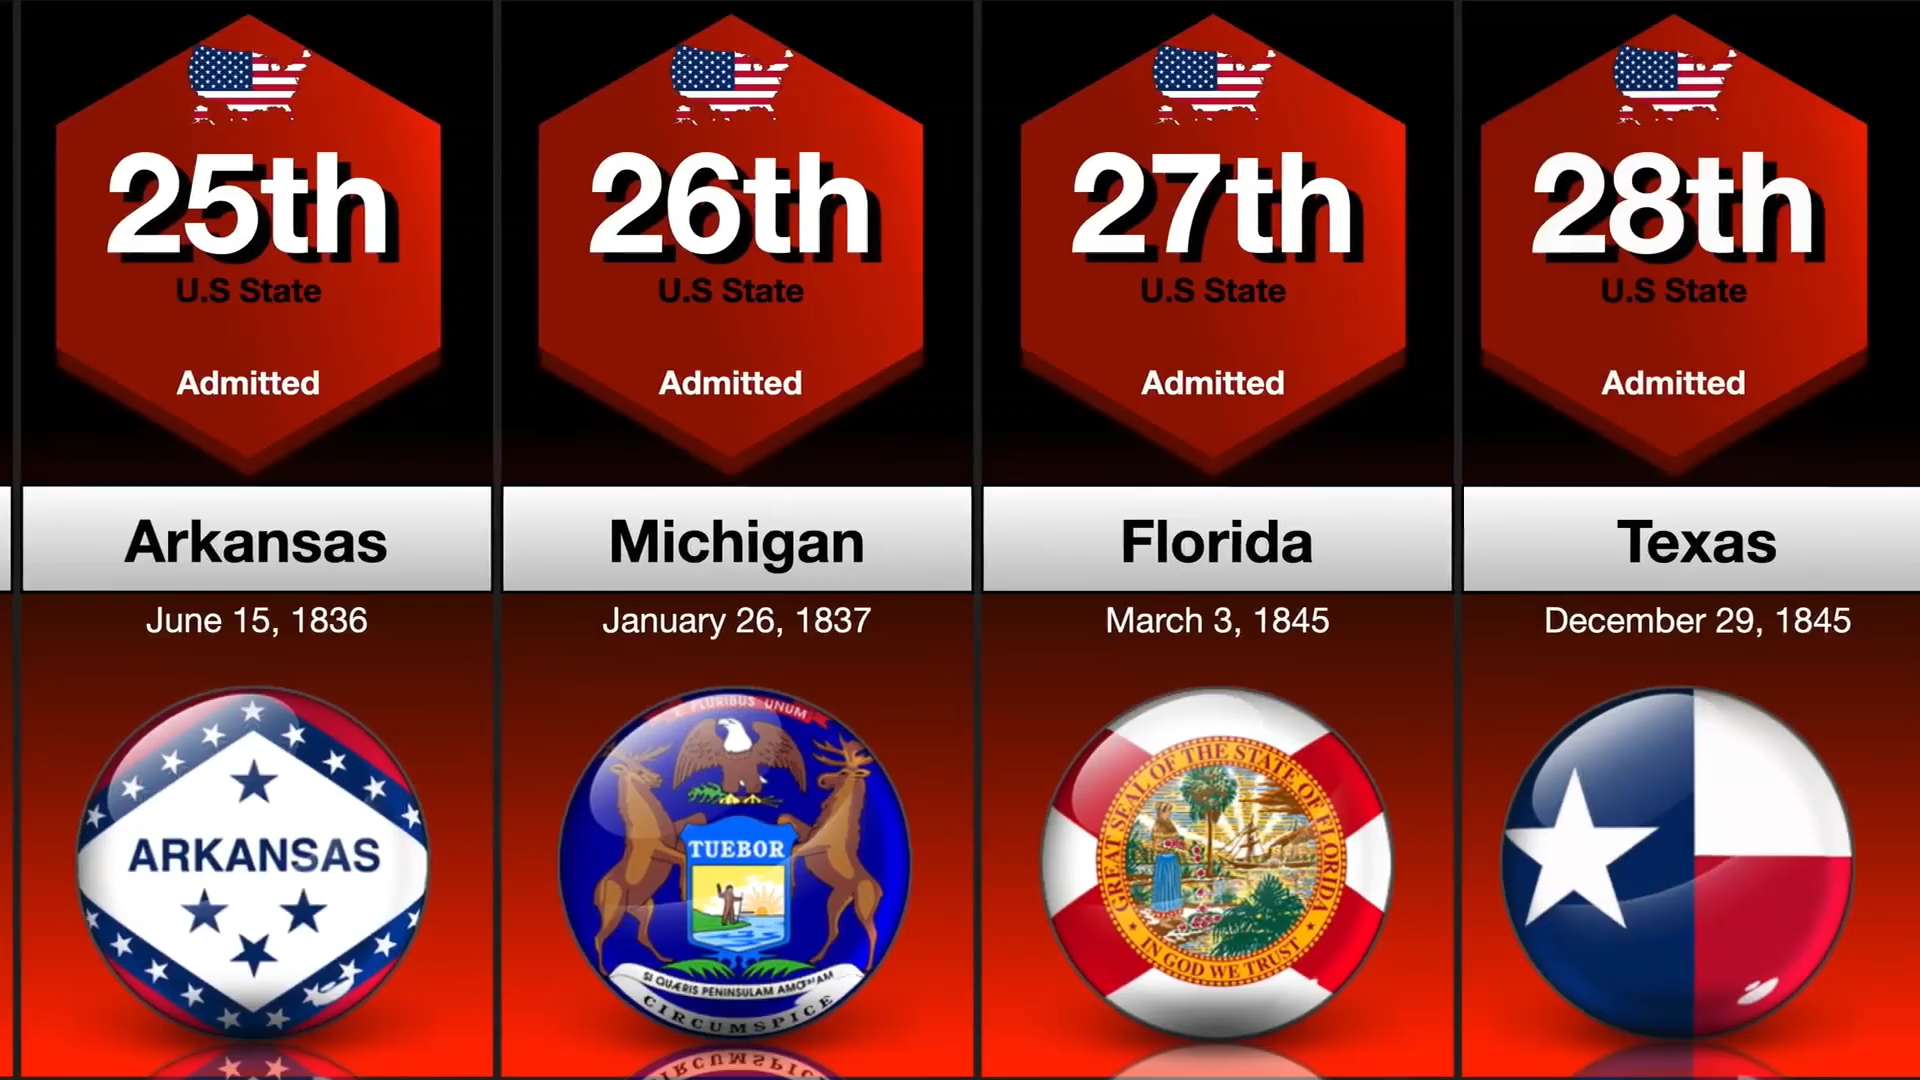 25th
U.S State
Admitted
Arkansas
June 15, 1836
ARKANSAS
26th
U.S State
Admitted
Michigan
January 26, 1837
E PLURIBUS UNUM
TUEBOR
SI QUÆRIS PENINSULAM AMŒNAM
CIRCUMSPICE
27th
U.S State
Admitted
Florida
March 3, 1845
GREAT SEAL OF THE STATE OF FLORIDA
IN GOD WE TRUST
28th
U.S State
Admitted
Texas
December 29, 1845